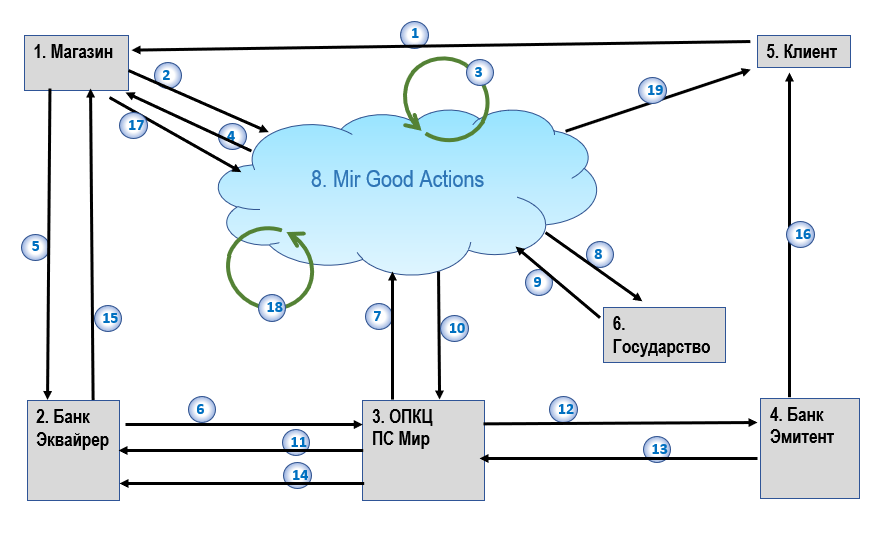 1
1. Магазин
5. Клиент
2
3
19
17
4
8. Mir Good Actions
5
16
8
9
18
15
7
10
6.
Государство
2. Банк
Эквайрер
6
3. ОПКЦ
ПС Мир
12
4. Банк
Эмитент
11
13
14